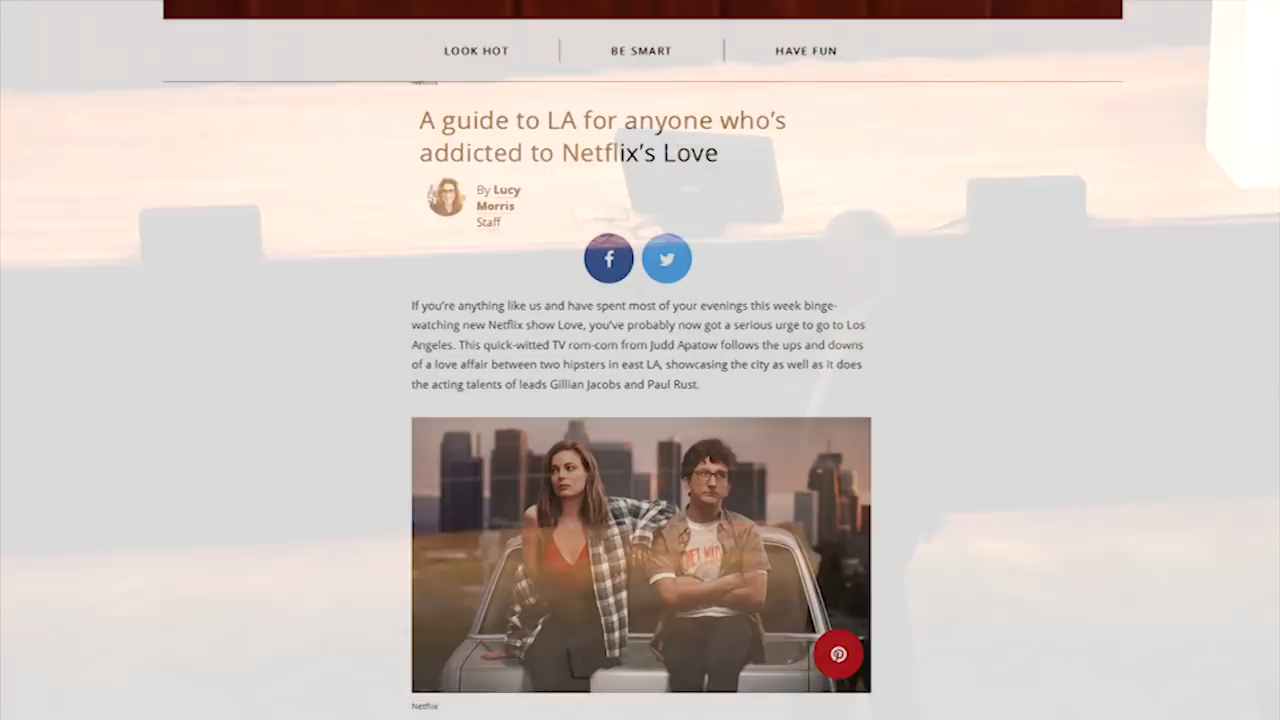 LOOK HOT
BE SMART
HAVE FUN
A guide to LA for anyone who's
addicted to Netflix's Love
By Lucy
Morris
Staff
If you're anything like us and have spent most of your evenings this week binge-
watching new Netflix show Love, you've probably now got a serious urge to go to Los
Angeles. This quick-witted TV rom-com from Judd Apatow follows the ups and downs
of a love affair between two hipsters in east LA, showcasing the city as well as it does
the acting talents of leads Gillian Jacobs and Paul Rust.
Netflix